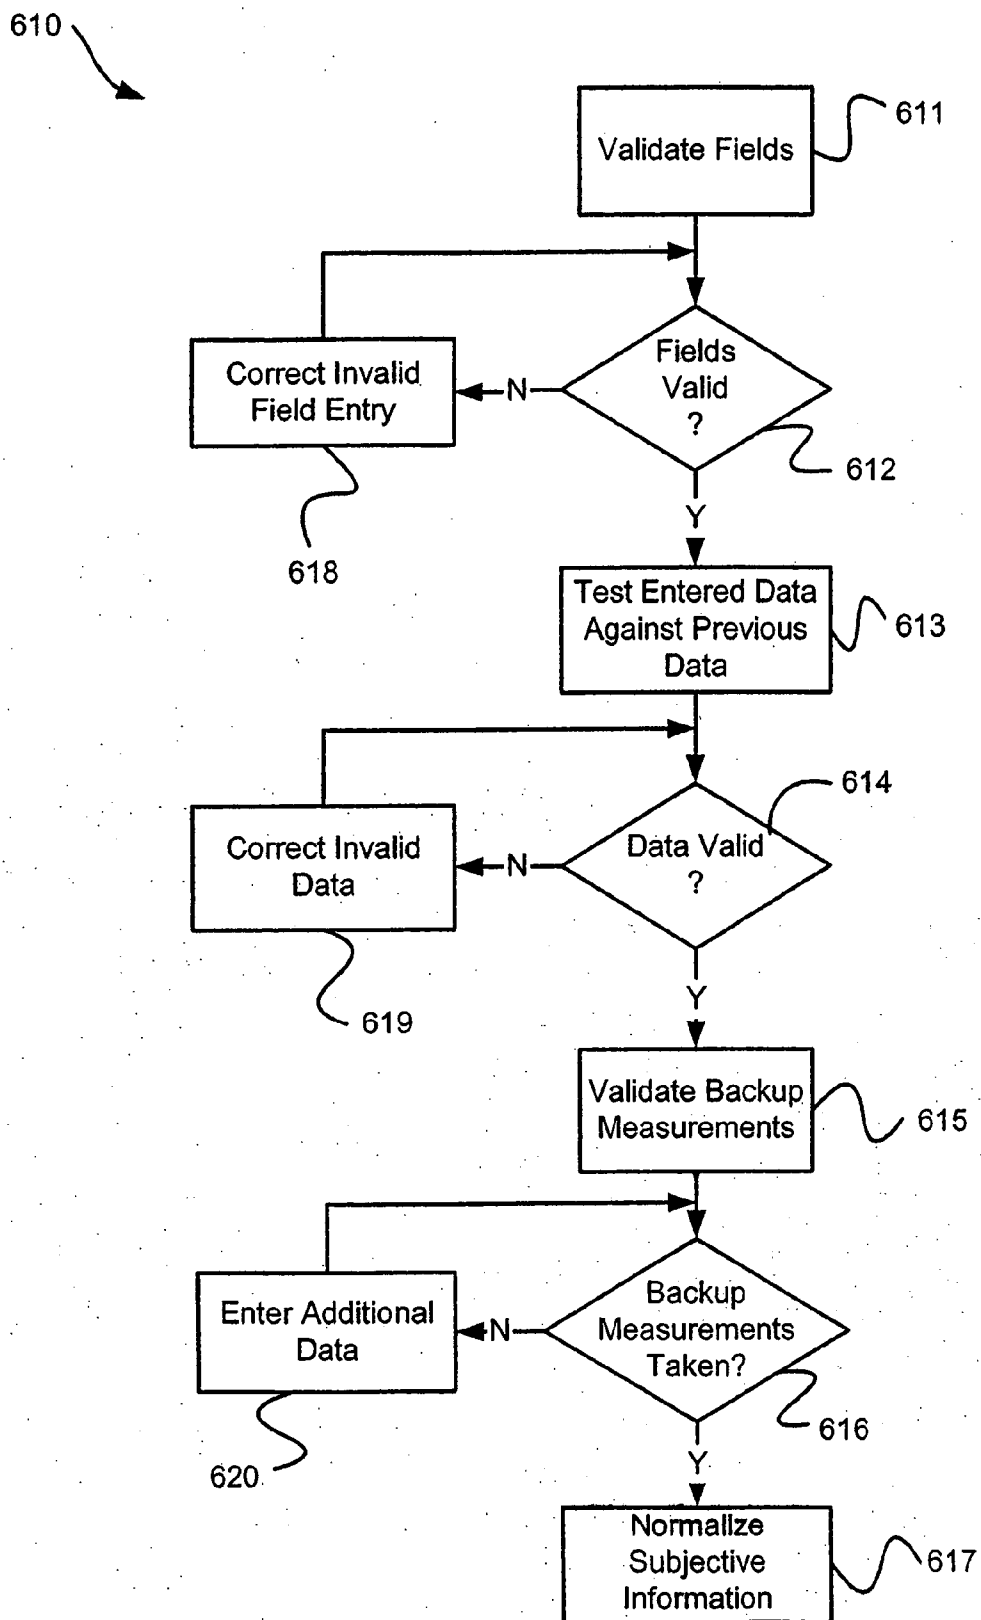 610
Validate Fields
611
Fields
Valid
?
612
N
Correct Invalid
Field Entry
618
Y
Test Entered Data
Against Previous
Data
613
614
Data Valid
?
N
Correct Invalid
Data
619
Y
Validate Backup
Measurements
615
Backup
Measurements
Taken?
616
N
Enter Additional
Data
620
Y
Normalize
Subjective
Information
617